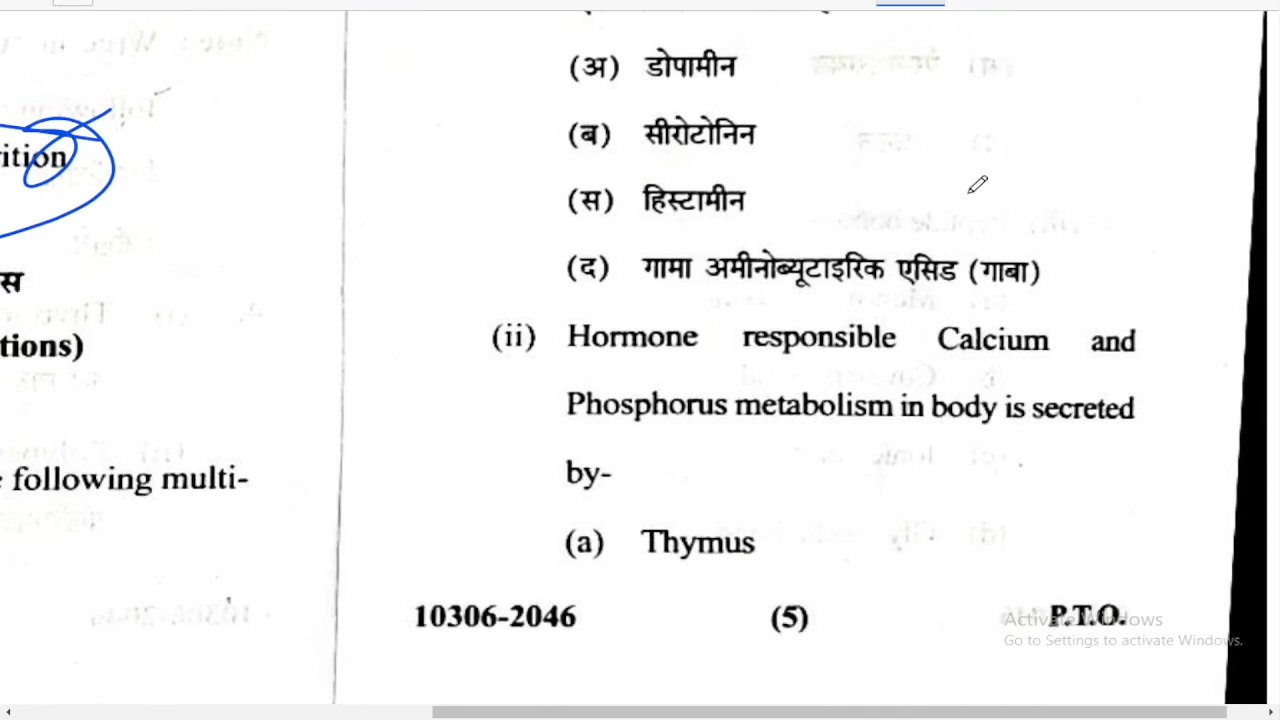 rition
स
tions)
following multi-
(अ) डोपामीन
(ब) सीरोटोनिन
(स) हिस्टामीन
(द) गामा अमीनोब्यूटाइरिक एसिड (गाबा)
(ii) Hormone responsible Calcium and
Phosphorus metabolism in body is secreted
by-
(a) Thymus
10306-2046 (5) P.T.O.
Activate Windows
Go to Settings to activate Windows.